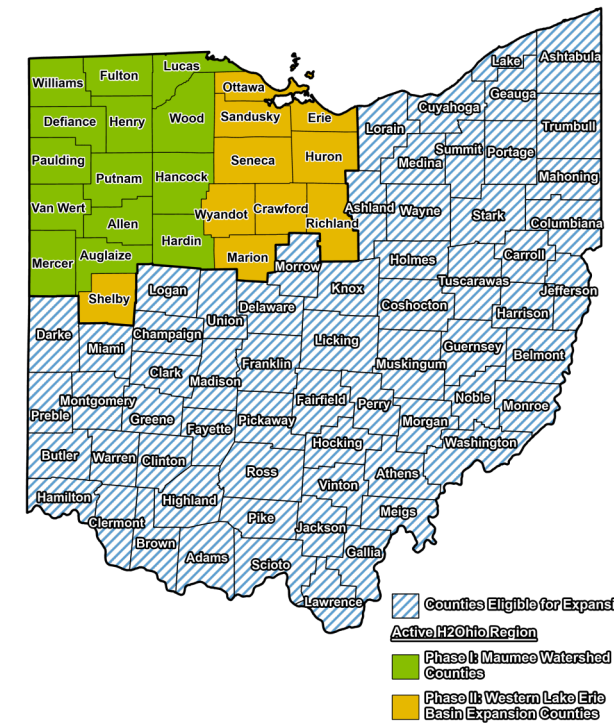 Lake
Ashtabula
Lucas
Fulton
Williams
Geauga
Ottawa
Cuyahoga
Defiance
Henry
Wood
Sandusky
Erie
Lorain
Trumbull
Paulding
Seneca
Huron
Medina
Summit
Portage
Mahoning
Putnam
Hancock
Van Wert
Allen
Wyandot
Crawford
Richland
Ashland
Wayne
Stark
Columbiana
Mercer
Auglaize
Hardin
Marion
Morrow
Holmes
Carroll
Tuscarawas
Jefferson
Shelby
Logan
Knox
Coshocton
Harrison
Darke
Miami
Champaign
Union
Delaware
Licking
Guernsey
Belmont
Clark
Madison
Franklin
Muskingum
Preble
Montgomery
Greene
Fayette
Pickaway
Fairfield
Perry
Morgan
Noble
Monroe
Butler
Warren
Clinton
Ross
Hocking
Athens
Washington
Hamilton
Clermont
Highland
Vinton
Meigs
Brown
Adams
Pike
Jackson
Gallia
Scioto
Lawrence
Counties Eligible for Expansi
Active H2Ohio Region
Phase I: Maumee Watershed
Counties
Phase II: Western Lake Erie
Basin Expansion Counties